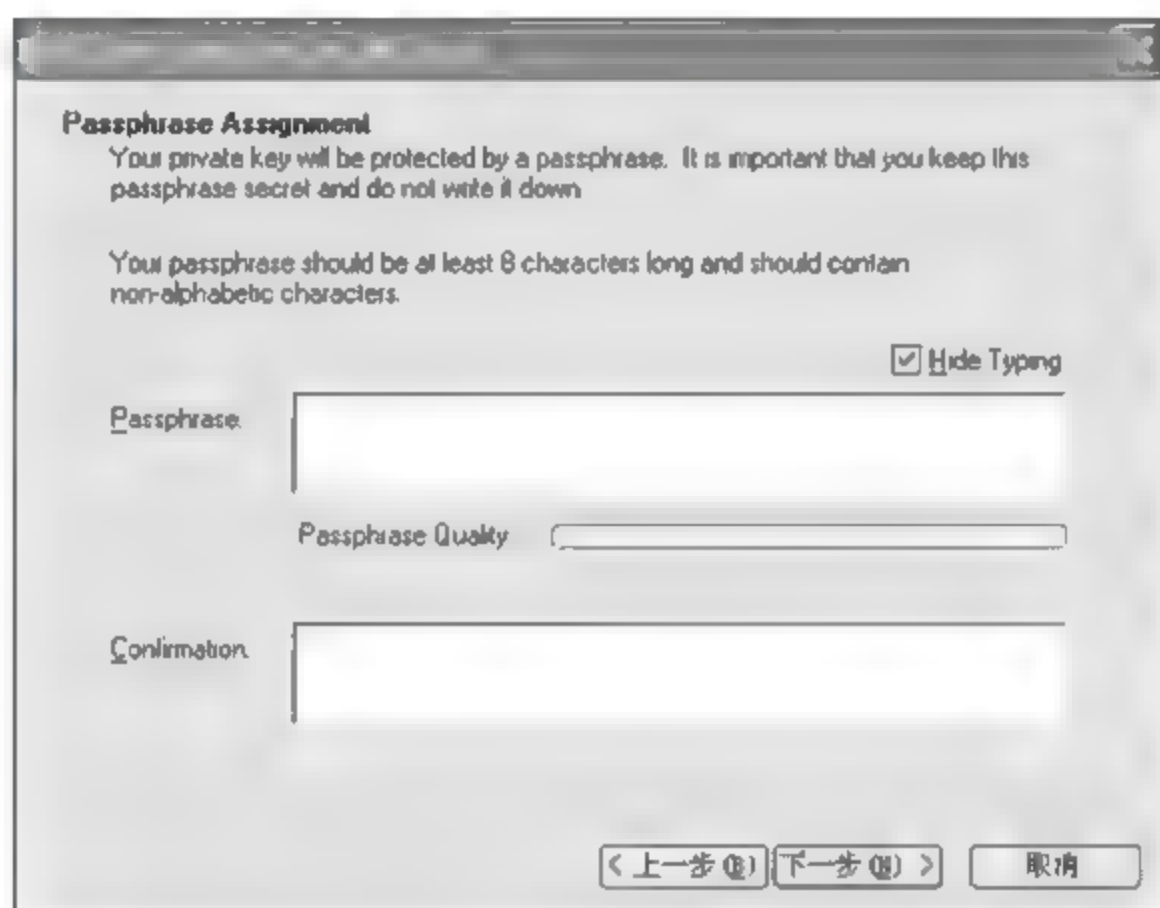 Passphrase Assignment
Your private key will be protected by a passphrase. It is important that you keep this
passphrase secret and do not write it down
Your passphrase should be at least 8 characters long and should contain
non-alphabetic characters.
Hide Typing
Passphrase:
Passphrase Quality
Confirmation:
< 上一步(B) 下一步(N) > 取消